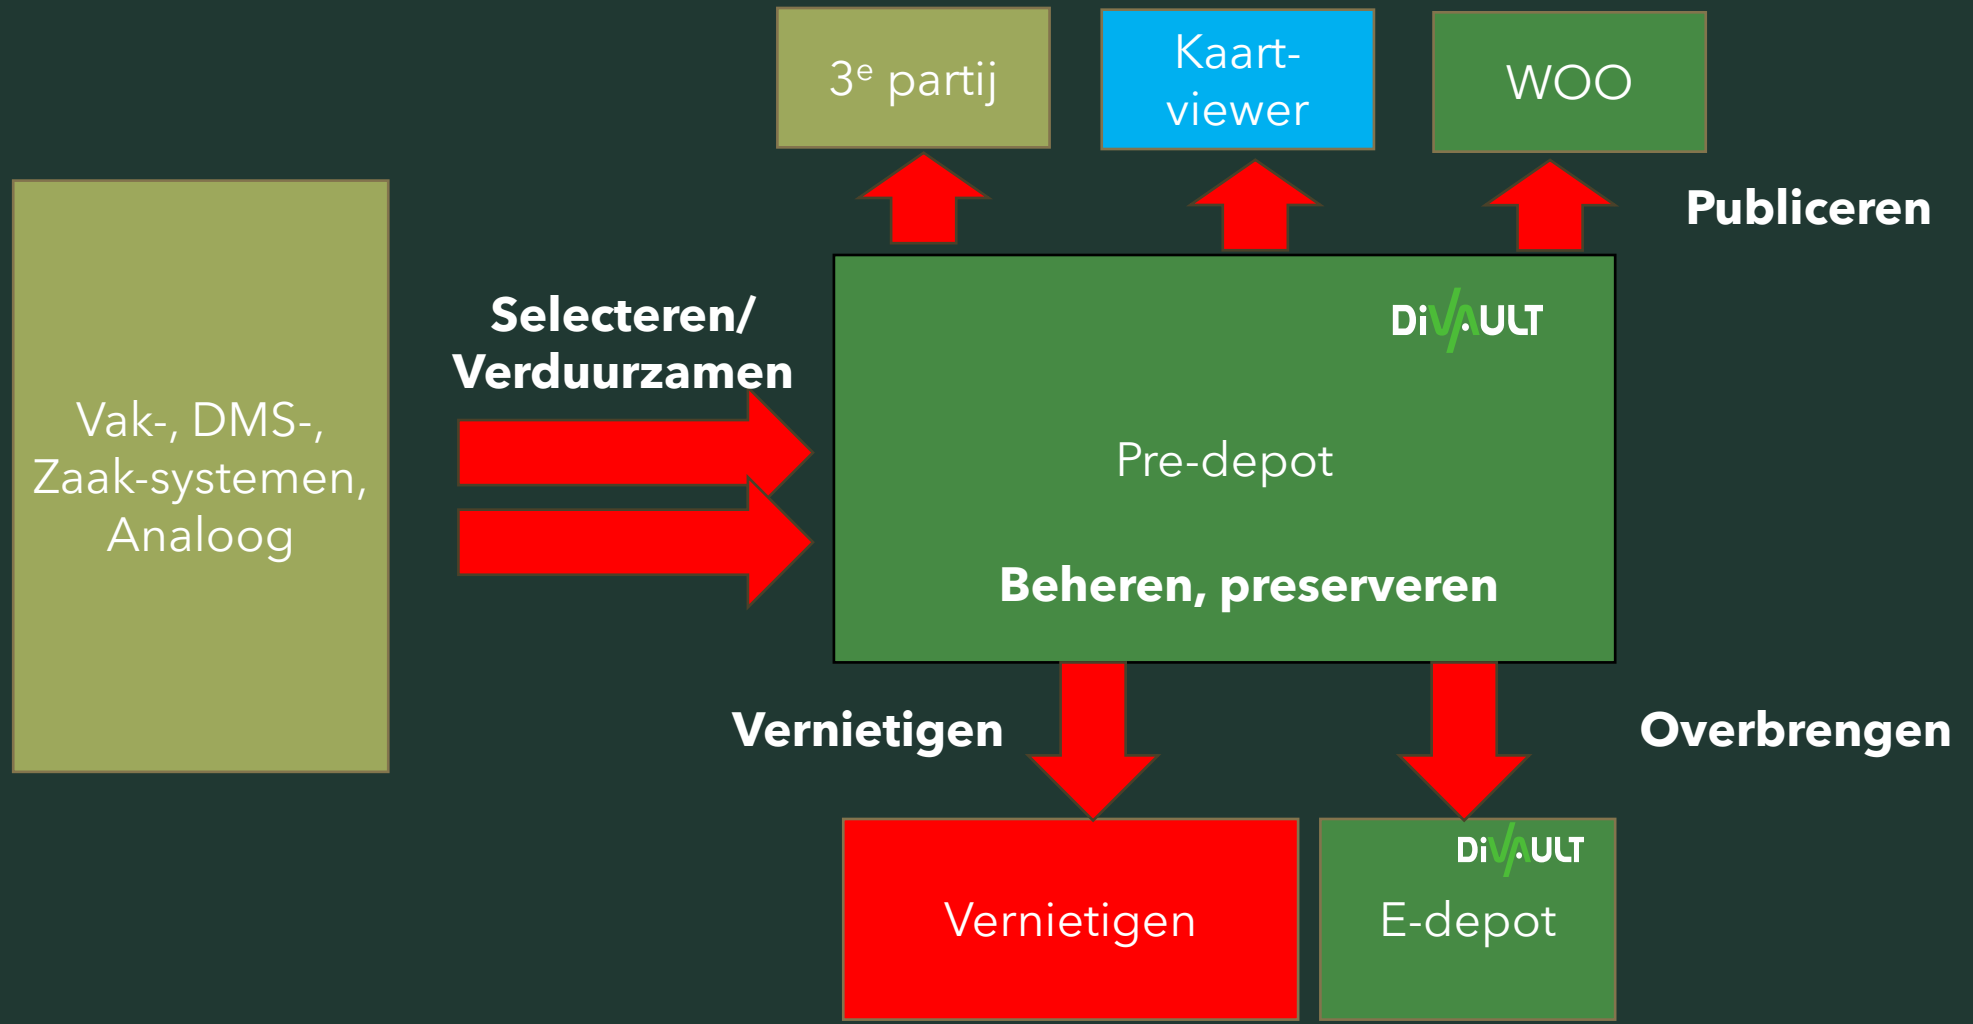 3e partij
Kaart-
viewer
WOO
Publiceren
Vak-, DMS-,
Zaak-systemen,
Analoog
Selecteren/
Verduurzamen
DiVAULT
Pre-depot
Beheren, preserveren
Vernietigen
Overbrengen
Vernietigen
DiVAULT
E-depot